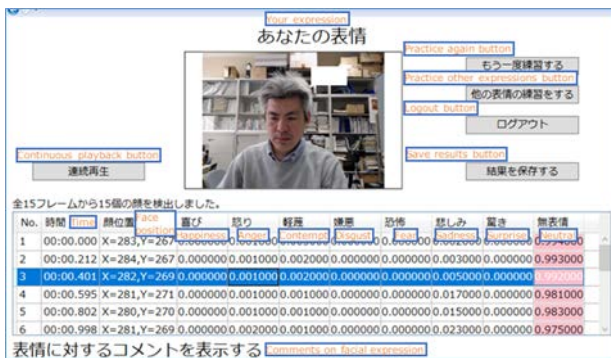 Your expression
あなたの表情
Practice again button
もう一度練習する
Practice other expressions button
他の表情の練習をする
Logout button
ログアウト
Continuous playback button
連続再生
Save results button
結果を保存する
全15フレームから15個の顔を検出しました。
No. 時間 Time 顔位置 Face position 喜び 怒り 軽蔑 嫌悪 恐怖 悲しみ 驚き 無表情
Happiness Anger Contempt Disgust Fear Sadness Surprise Neutral
1 00:00.000 X=283,Y=267
2 00:00.212 X=284,Y=267 0.000000 0.001000 0.002000 0.000000 0.000000 0.003000 0.000000 0.993000
3 00:00.401 X=282,Y=269 0.000000 0.001000 0.002000 0.000000 0.000000 0.005000 0.000000 0.992000
4 00:00.595 X=281,Y=271 0.000000 0.001000 0.001000 0.000000 0.000000 0.017000 0.000000 0.981000
5 00:00.802 X=280,Y=270 0.000000 0.001000 0.001000 0.000000 0.000000 0.015000 0.000000 0.983000
6 00:00.998 X=281,Y=269 0.000000 0.002000 0.001000 0.000000 0.000000 0.023000 0.000000 0.975000
表情に対するコメントを表示する Comments on facial expression